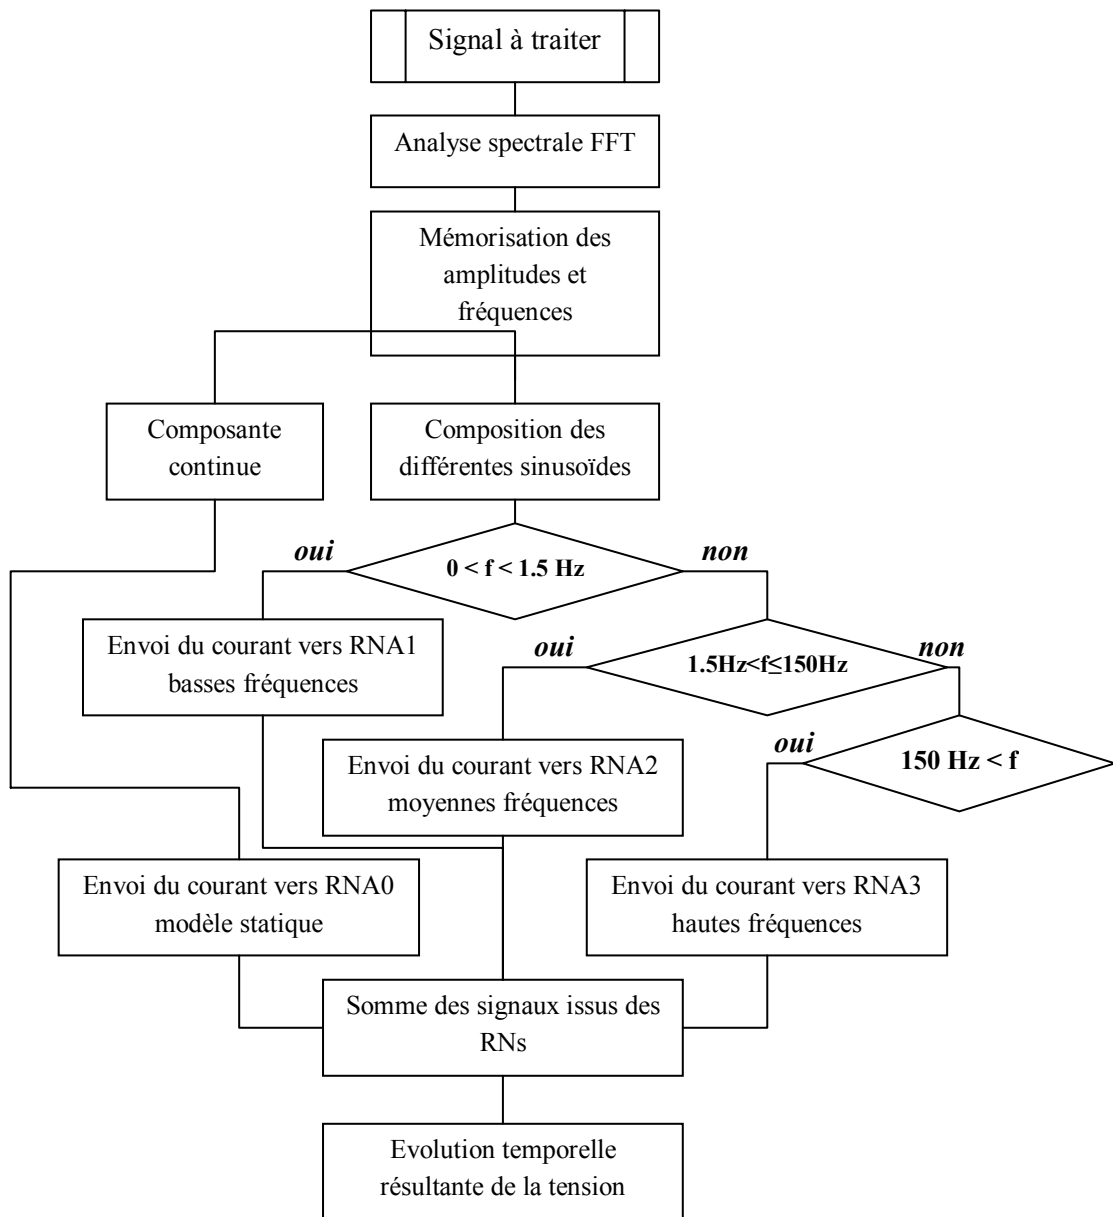 Signal à traiter
Analyse spectrale FFT
Mémorisation des
amplitudes et
fréquences
Composante
continue
Composition des
différentes sinusoïdes
oui
0 < f < 1.5 Hz
non
Envoi du courant vers RNA1
basses fréquences
oui
1.5Hz<f≤150Hz
non
Envoi du courant vers RNA2
moyennes fréquences
oui
150 Hz < f
Envoi du courant vers RNA0
modèle statique
Envoi du courant vers RNA3
hautes fréquences
Somme des signaux issus des
RNs
Evolution temporelle
résultante de la tension